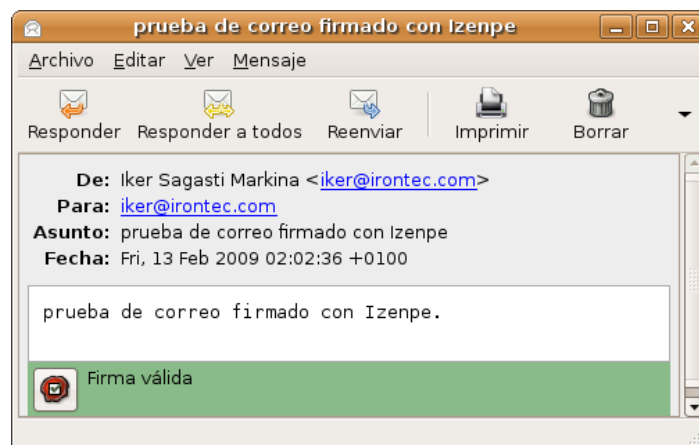 prueba de correo firmado con Izenpe
Archivo Editar Ver Mensaje
Responder Responder a todos Reenviar Imprimir Borrar
De: Iker Sagasti Markina <iker@irontec.com>
Para: iker@irontec.com
Asunto: prueba de correo firmado con Izenpe
Fecha: Fri, 13 Feb 2009 02:02:36 +0100
prueba de correo firmado con Izenpe.
Firma válida